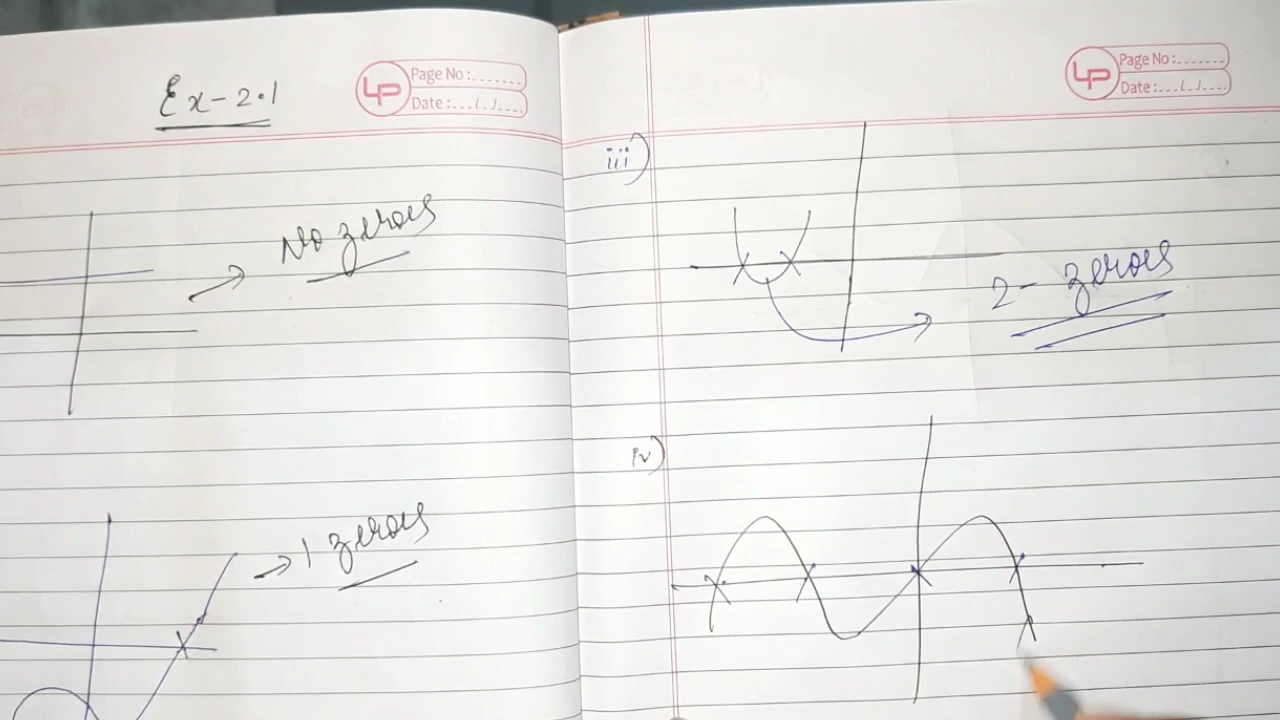 Ex-2.1
LP
Page No:.......
Date:.../../....
No zeroes
1 zeroes
LP
Page No:.......
Date:.../../....
iii)
2- zeroes
iv)